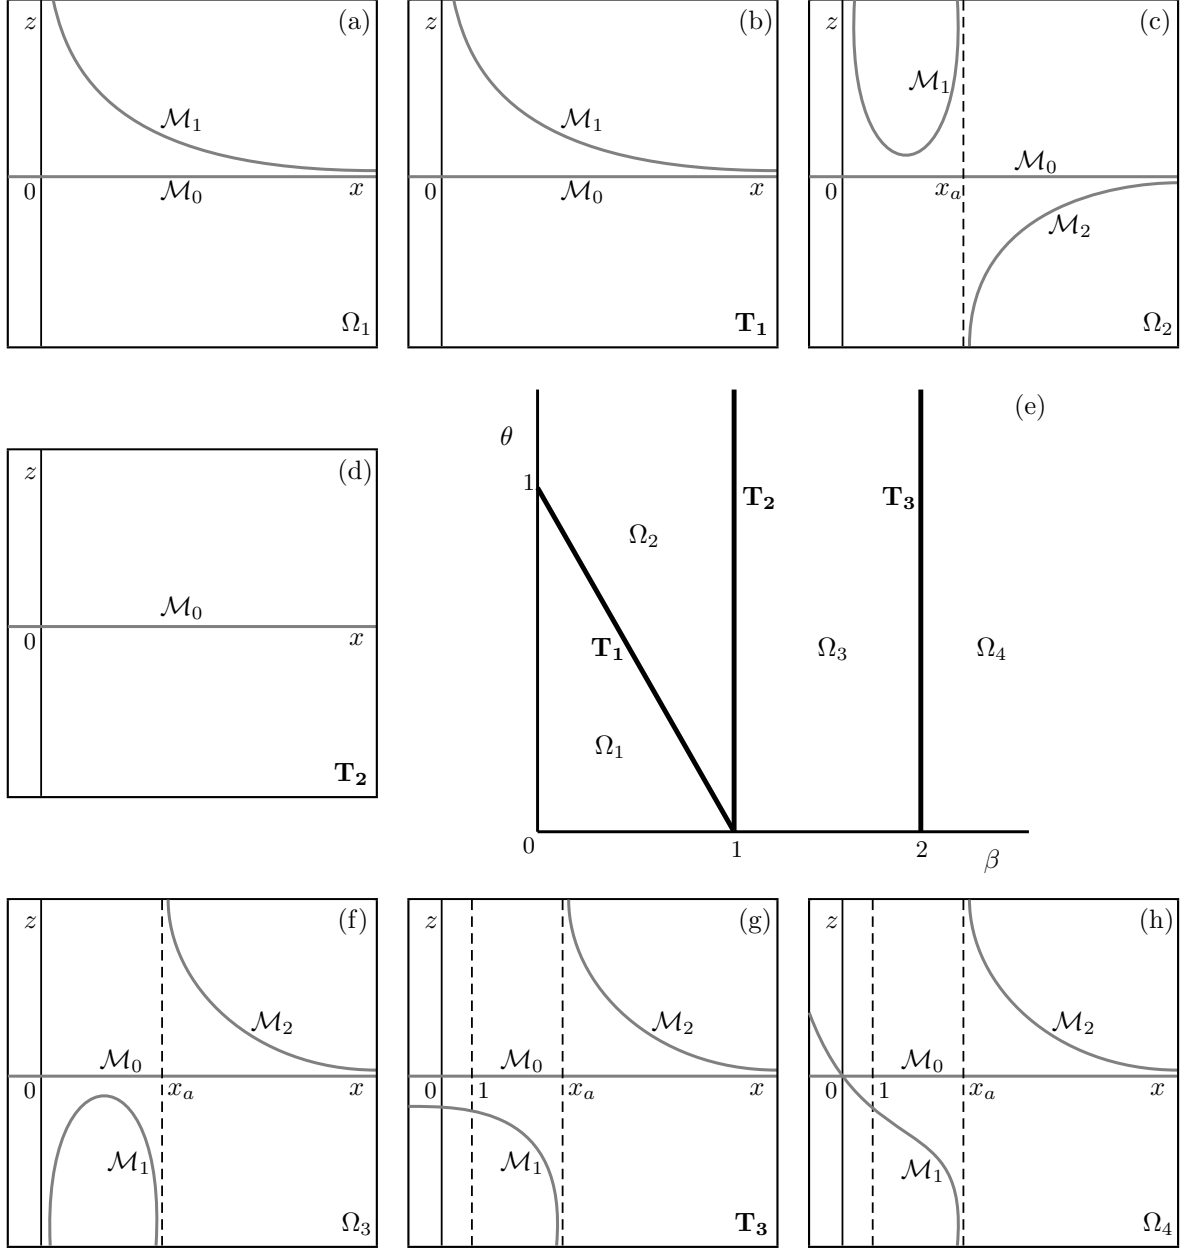 z
(a)
M₁
0
M₀
x
Ω₁
z
(b)
M₁
0
M₀
x
T₁
z
(c)
M₁
M₀
0
xₐ
x
M₂
Ω₂
z
(d)
M₀
0
x
T₂
(e)
θ
1
T₂
T₃
Ω₂
T₁
Ω₃
Ω₄
Ω₁
0
1
2
β
z
(f)
M₂
M₀
0
xₐ
x
M₁
Ω₃
z
(g)
M₂
M₀
0
1
xₐ
x
M₁
T₃
z
(h)
M₂
M₀
0
1
xₐ
x
M₁
Ω₄